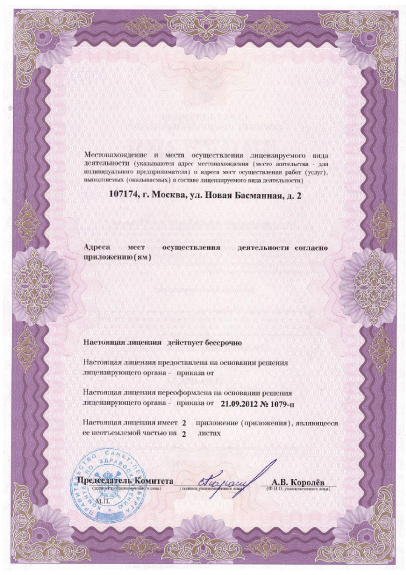 Местонахождение и места осуществления лицензируемого вида
деятельности (указываются адрес местонахождения (место жительства - для
индивидуального предпринимателя) и адреса мест осуществления работ (услуг),
выполняемых (оказываемых) в составе лицензируемого вида деятельности)
107174, г. Москва, ул. Новая Басманная, д. 2
Адреса мест осуществления деятельности согласно
приложению(ям)
Настоящая лицензия действует бессрочно
Настоящая лицензия предоставлена на основании решения
лицензирующего органа - приказа от
Настоящая лицензия переоформлена на основании решения
лицензирующего органа - приказа от 21.09.2012 № 1079-п
Настоящая лицензия имеет 2 приложение (приложения), являющееся
ее неотъемлемой частью на 2 листах
Председатель Комитета А.В. Королёв
(должность уполномоченного лица) (подпись уполномоченного лица) (Ф.И.О. уполномоченного лица)
М.П.